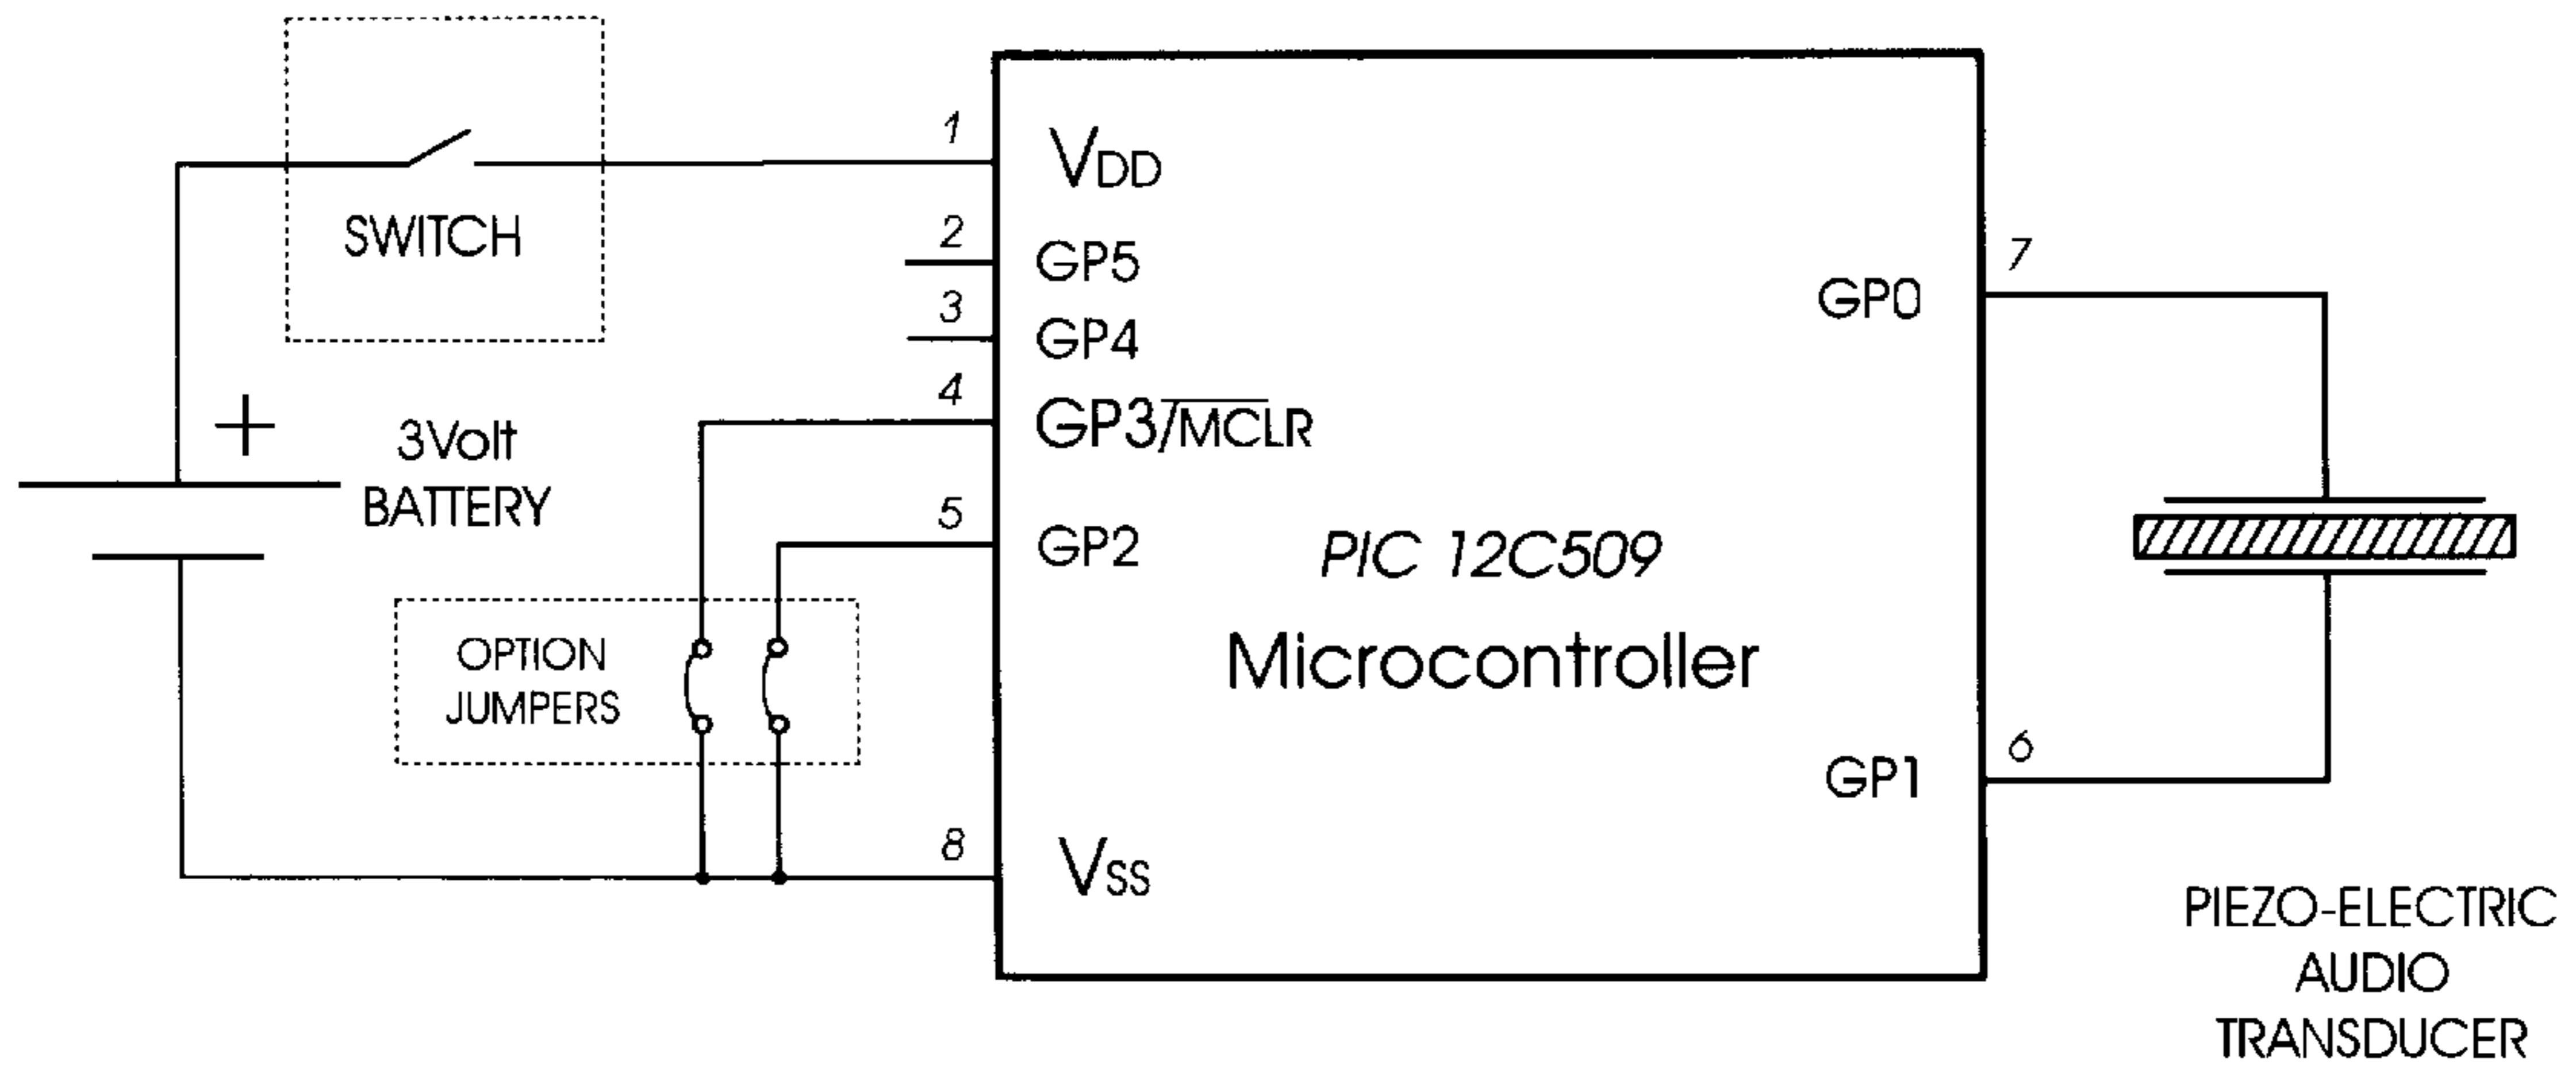 SWITCH
+
3Volt
BATTERY
OPTION
JUMPERS
1
VDD
2
GP5
3
GP4
4
GP3/MCLR
5
GP2
8
VSS
PIC 12C509
Microcontroller
GP0
7
GP1
6
PIEZO-ELECTRIC
AUDIO
TRANSDUCER